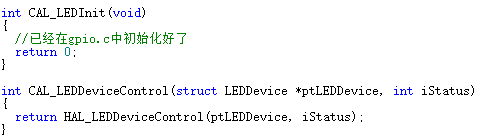 int CAL_LEDInit(void)
{
  //已经在gpio.c中初始化好了
  return 0;
}

int CAL_LEDDeviceControl(struct LEDDevice *ptLEDDevice, int iStatus)
{
  return HAL_LEDDeviceControl(ptLEDDevice, iStatus);
}